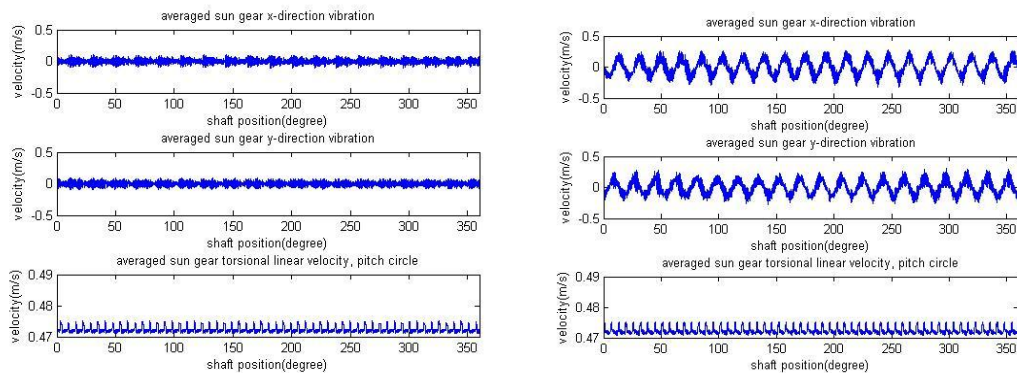 averaged sun gear x-direction vibration
0.5
0
-0.5
velocity(m/s)
0 50 100 150 200 250 300 350
shaft position(degree)
averaged sun gear y-direction vibration
0.5
0
-0.5
velocity(m/s)
0 50 100 150 200 250 300 350
shaft position(degree)
averaged sun gear torsional linear velocity, pitch circle
0.49
0.48
0.47
velocity(m/s)
0 50 100 150 200 250 300 350
shaft position(degree)
averaged sun gear x-direction vibration
0.5
0
-0.5
velocity(m/s)
0 50 100 150 200 250 300 350
shaft position(degree)
averaged sun gear y-direction vibration
0.5
0
-0.5
velocity(m/s)
0 50 100 150 200 250 300 350
shaft position(degree)
averaged sun gear torsional linear velocity, pitch circle
0.49
0.48
0.47
velocity(m/s)
0 50 100 150 200 250 300 350
shaft position(degree)